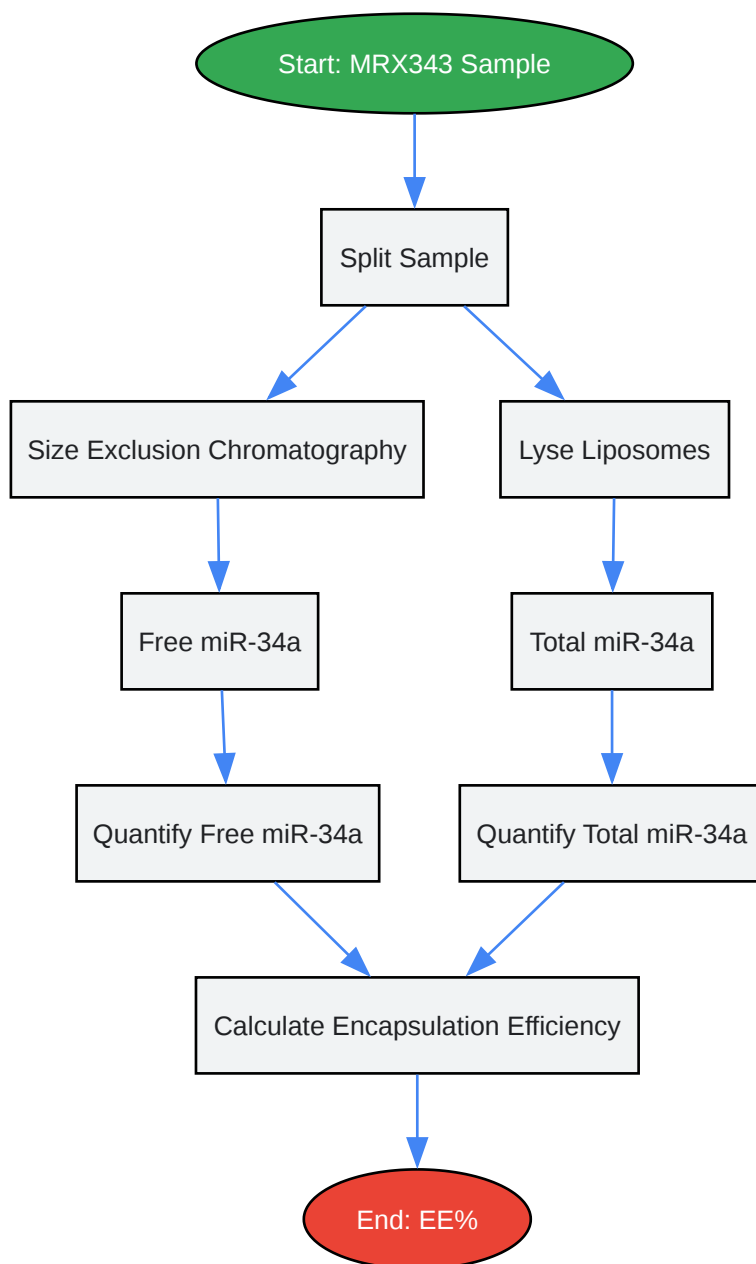 Start: MRX343 Sample
Split Sample
Size Exclusion Chromatography
Lyse Liposomes
Free miR-34a
Total miR-34a
Quantify Free miR-34a
Quantify Total miR-34a
Calculate Encapsulation Efficiency
End: EE%